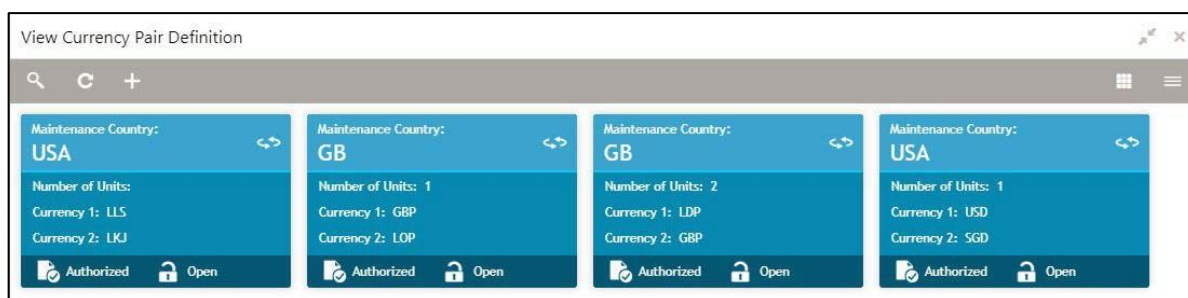 View Currency Pair Definition
Maintenance Country:
USA
Number of Units:
Currency 1: LLS
Currency 2: LKJ
Authorized Open
Maintenance Country:
GB
Number of Units: 1
Currency 1: GBP
Currency 2: LOP
Authorized Open
Maintenance Country:
GB
Number of Units: 2
Currency 1: LDP
Currency 2: GBP
Authorized Open
Maintenance Country:
USA
Number of Units: 1
Currency 1: USD
Currency 2: SGD
Authorized Open